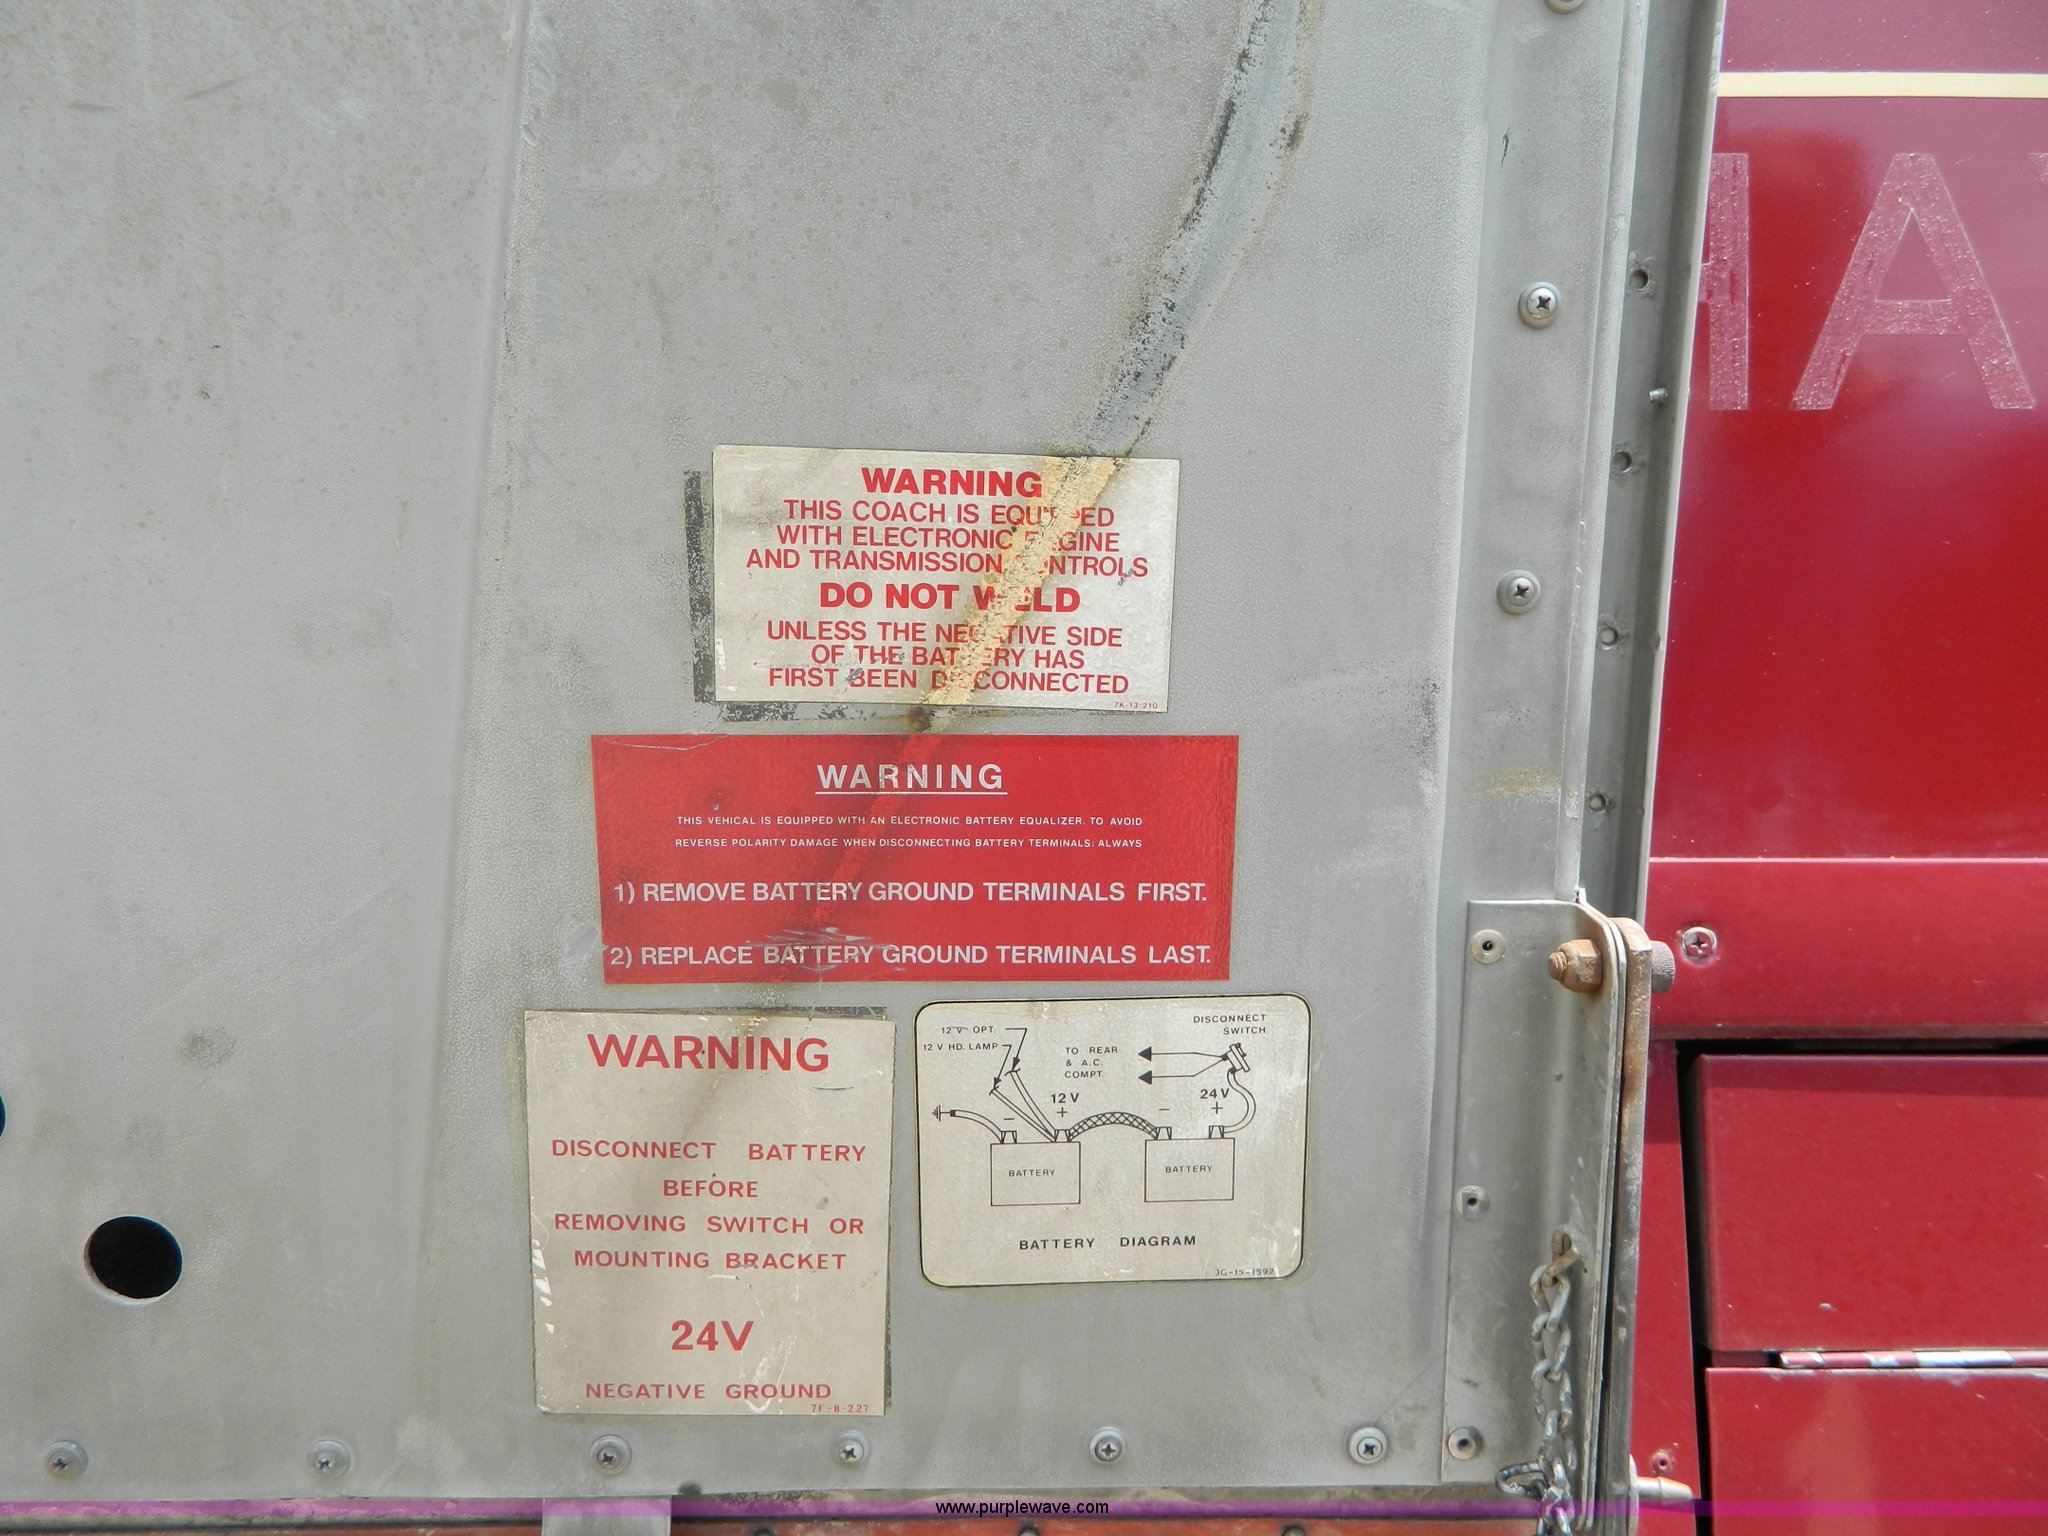 WARNING
THIS COACH IS EQUIPPED
WITH ELECTRONIC ENGINE
AND TRANSMISSION CONTROLS
DO NOT WELD
UNLESS THE NEGATIVE SIDE
OF THE BATTERY HAS
FIRST BEEN DISCONNECTED
7K-13-210
WARNING
THIS VEHICAL IS EQUIPPED WITH AN ELECTRONIC BATTERY EQUALIZER. TO AVOID
REVERSE POLARITY DAMAGE WHEN DISCONNECTING BATTERY TERMINALS; ALWAYS
1) REMOVE BATTERY GROUND TERMINALS FIRST.
2) REPLACE BATTERY GROUND TERMINALS LAST.
WARNING
DISCONNECT BATTERY
BEFORE
REMOVING SWITCH OR
MOUNTING BRACKET
24V
NEGATIVE GROUND
7F-8-227
12 V OPT.
12 V HD. LAMP
TO REAR
& A.C.
COMPT.
DISCONNECT
SWITCH
12 V
24 V
− + − +
BATTERY
BATTERY
BATTERY DIAGRAM
3G-15-1592
www.purplewave.com